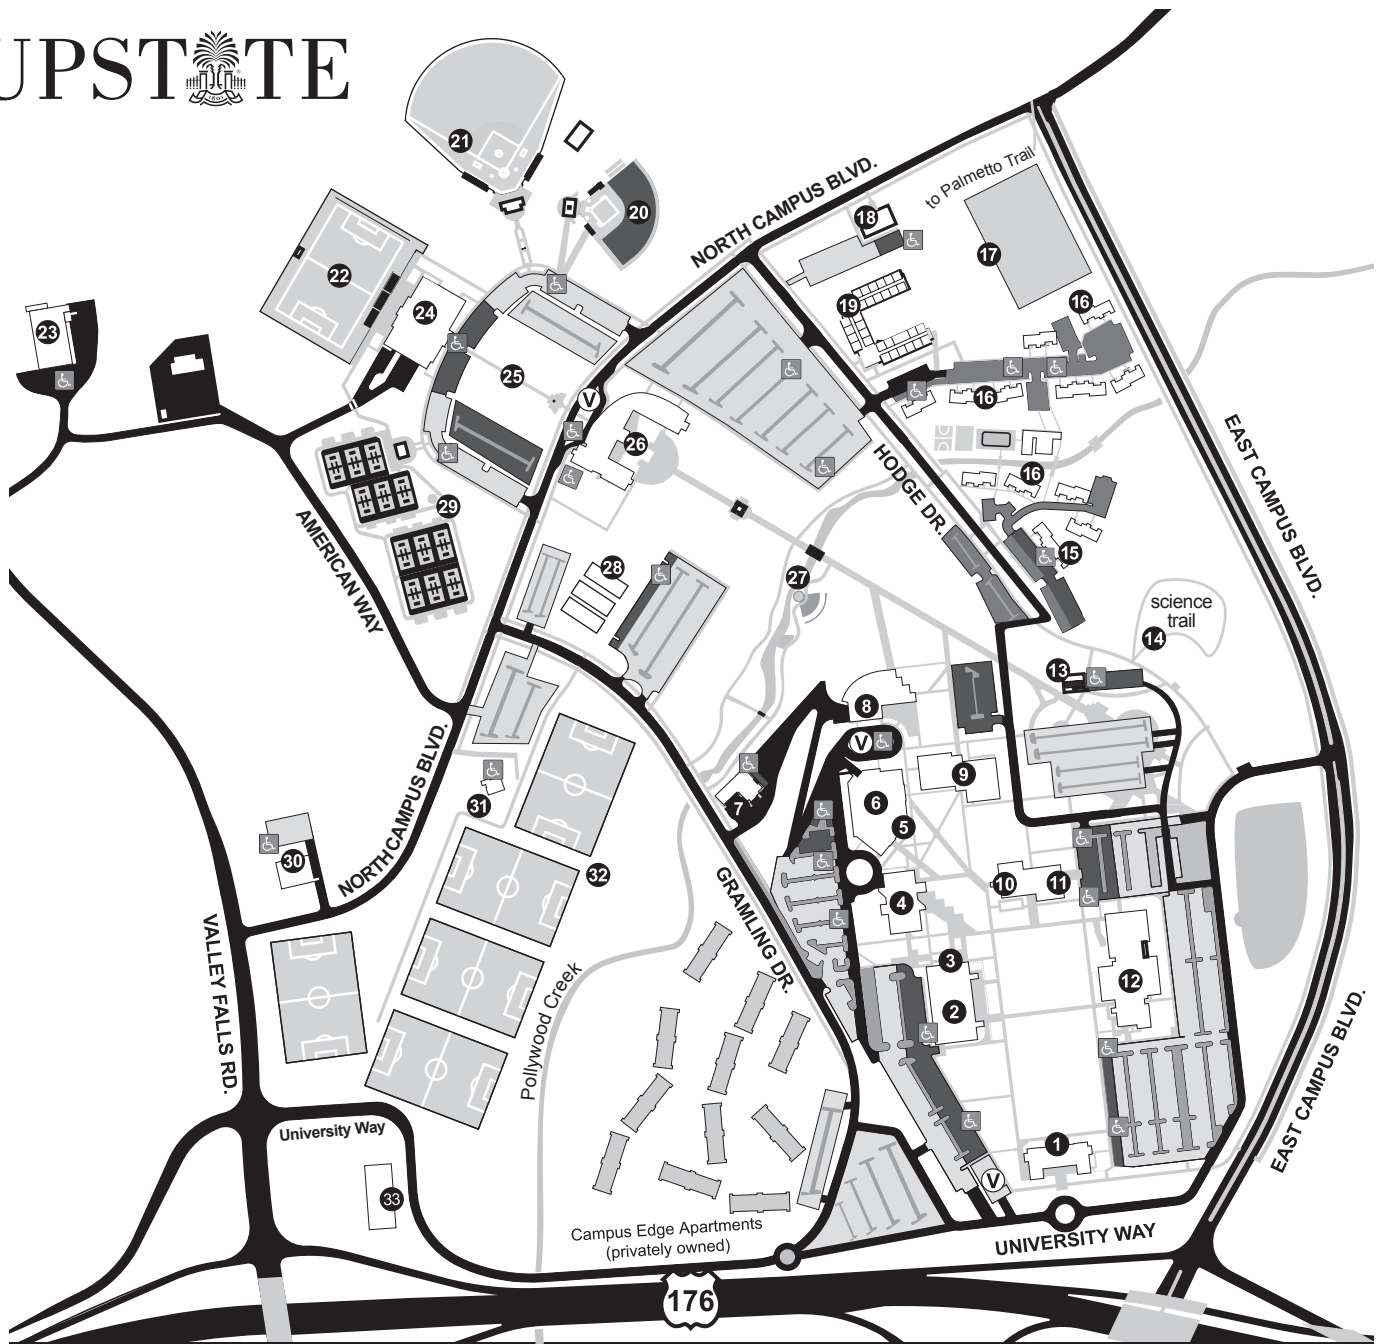 UPSTATE
1801
21
20
NORTH CAMPUS BLVD.
to Palmetto Trail
18
17
22
19
16
23
24
25
16
V
26
EAST CAMPUS BLVD.
HODGE DR.
16
29
AMERICAN WAY
15
28
27
science
trail
14
13
8
V
9
NORTH CAMPUS BLVD.
31
7
6
5
30
32
GRAMLING DR.
10
11
4
VALLEY FALLS RD.
3
12
2
Pollywood Creek
EAST CAMPUS BLVD.
University Way
1
V
33
Campus Edge Apartments
(privately owned)
UNIVERSITY WAY
176